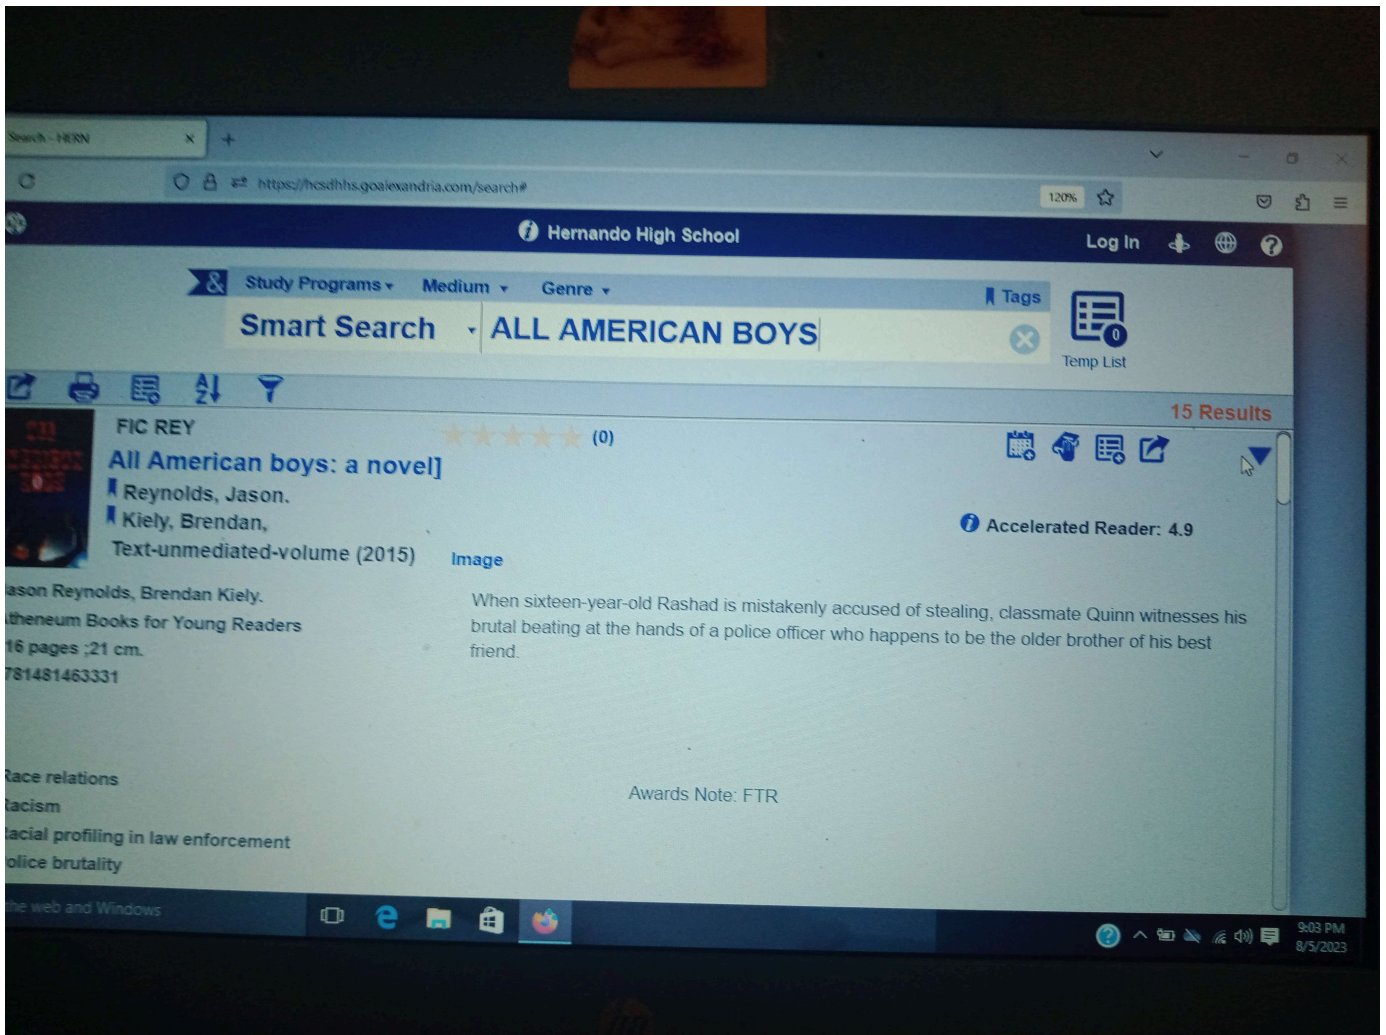 Search - HERN
https://hcsdhhs.goalexandria.com/search#
120%
Hernando High School
Log In
&
Study Programs
Medium
Genre
Tags
Smart Search
ALL AMERICAN BOYS
0
Temp List
15 Results
FIC REY
(0)
All American boys: a novel]
Reynolds, Jason.
Kiely, Brendan,
Accelerated Reader: 4.9
Text-unmediated-volume (2015)
Image
ason Reynolds, Brendan Kiely.
theneum Books for Young Readers
16 pages ;21 cm.
781481463331
When sixteen-year-old Rashad is mistakenly accused of stealing, classmate Quinn witnesses his
brutal beating at the hands of a police officer who happens to be the older brother of his best
friend.
Race relations
Racism
acial profiling in law enforcement
olice brutality
Awards Note: FTR
the web and Windows
9:03 PM
8/5/2023